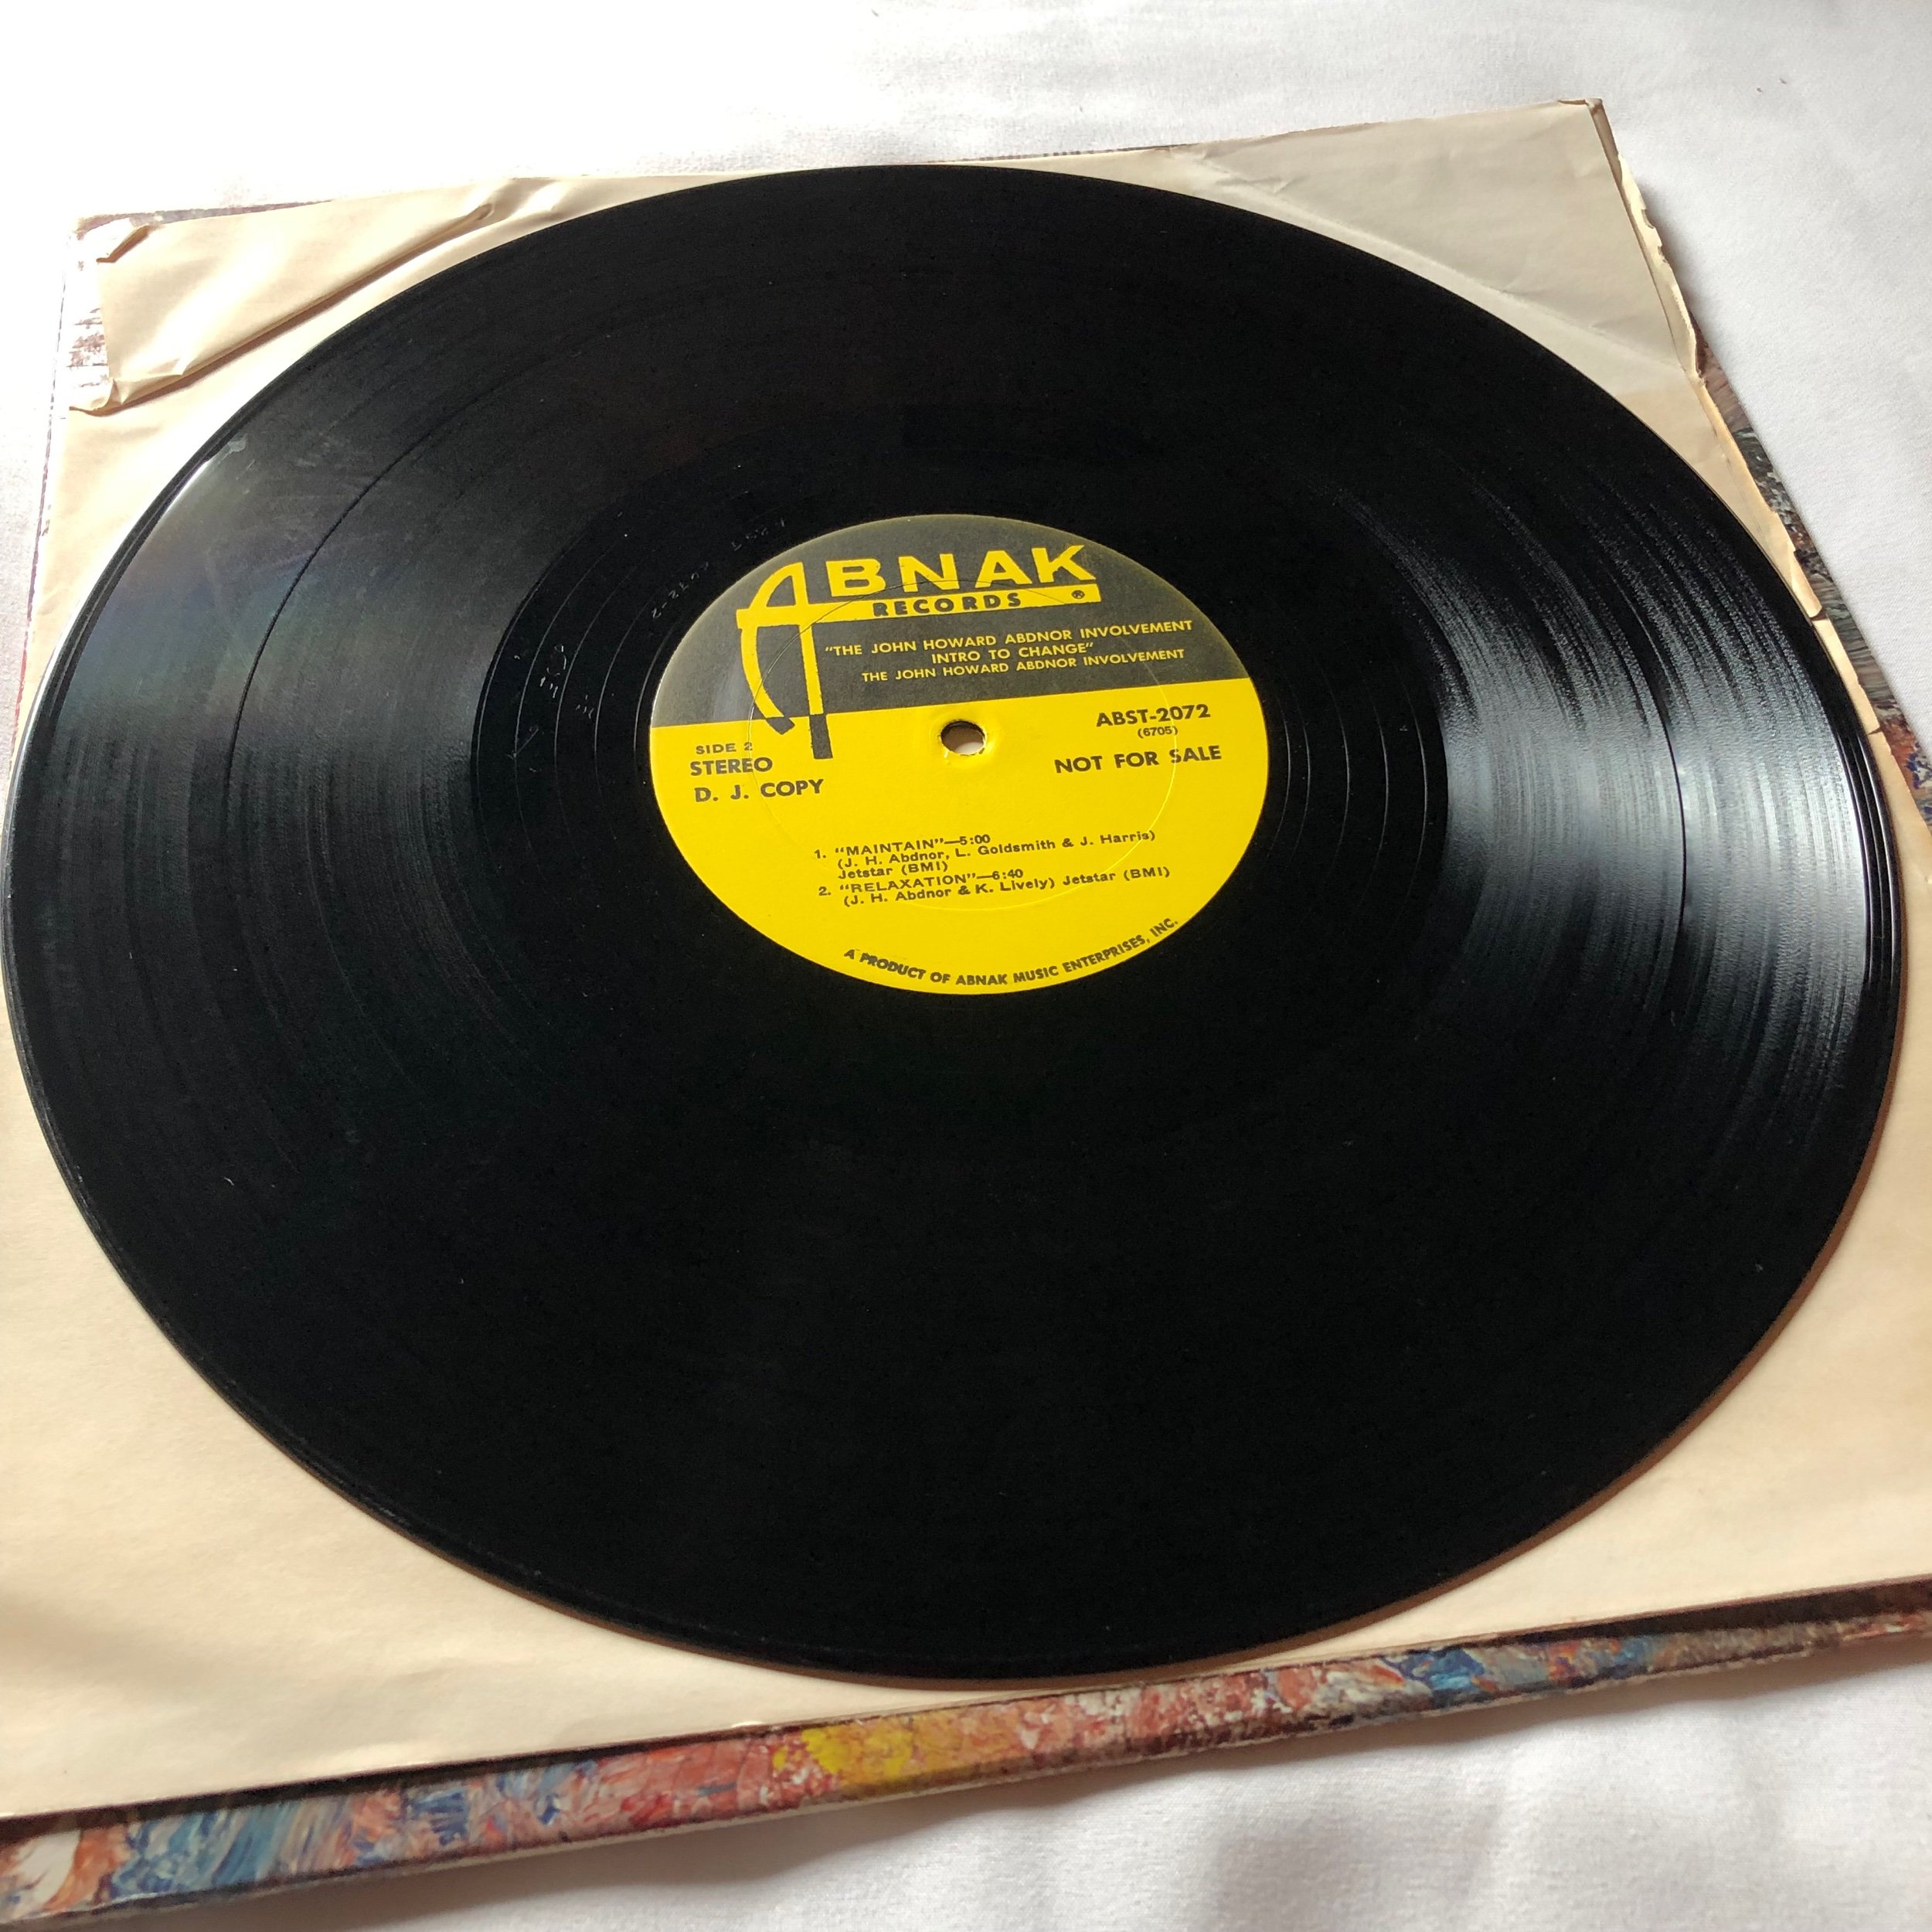 ABNAK
RECORDS ®
"THE JOHN HOWARD ABDNOR INVOLVEMENT
INTRO TO CHANGE"
THE JOHN HOWARD ABDNOR INVOLVEMENT
SIDE 2
STEREO
D. J. COPY
ABST-2072
(6705)
NOT FOR SALE
1. "MAINTAIN"—5:00
(J. H. Abdnor, L. Goldsmith & J. Harris)
Jetstar (BMI)
2. "RELAXATION"—6:40
(J. H. Abdnor & K. Lively) Jetstar (BMI)
A PRODUCT OF ABNAK MUSIC ENTERPRISES, INC.